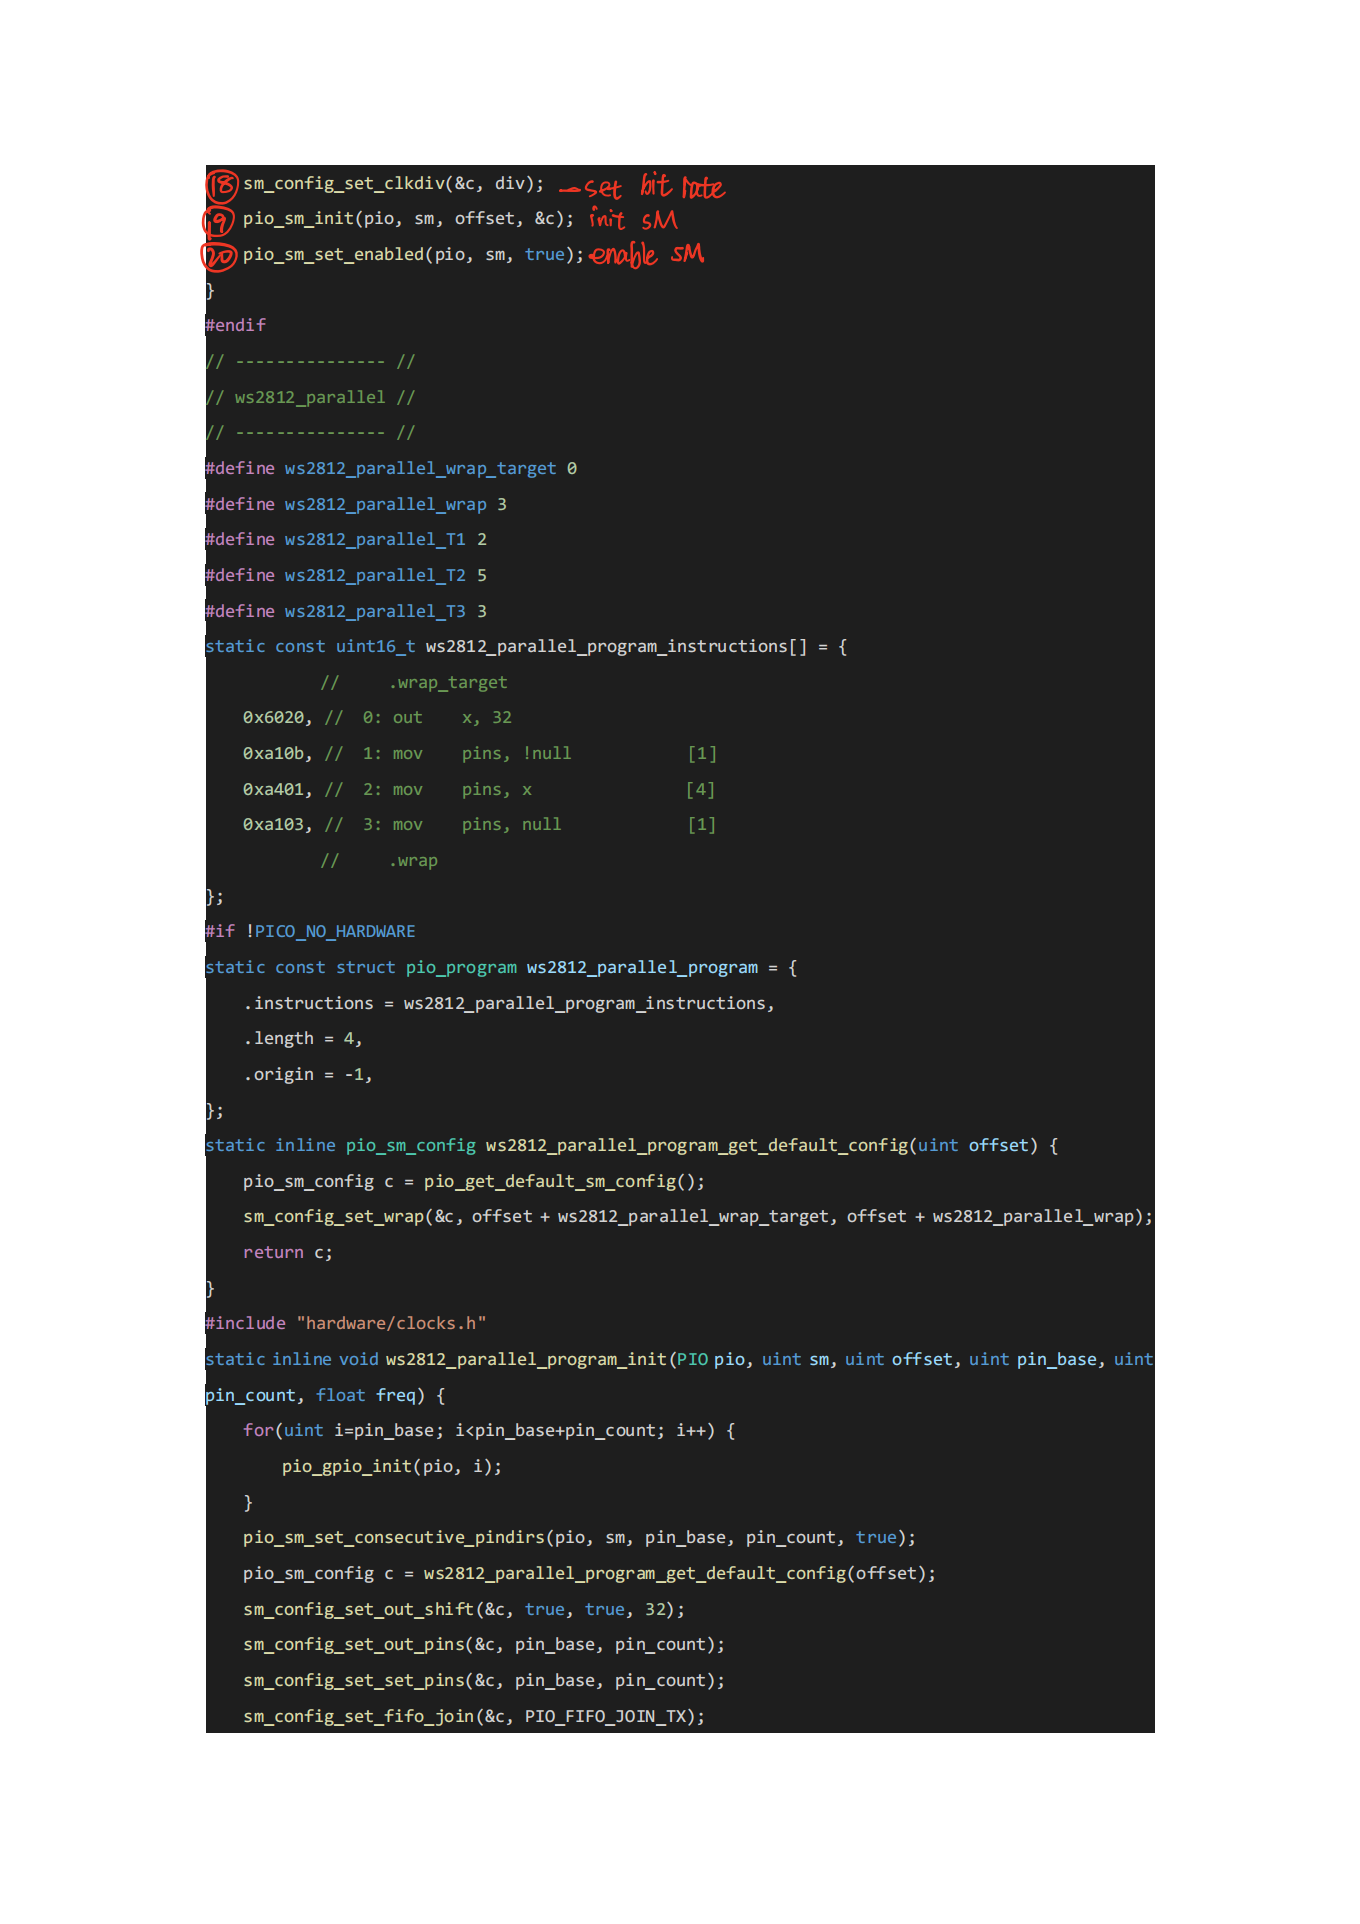 ⑱ sm_config_set_clkdiv(&c, div); - set bit rate
⑲ pio_sm_init(pio, sm, offset, &c); init SM
⑳ pio_sm_set_enabled(pio, sm, true); enable SM
}
#endif
// --------------- //
// ws2812_parallel //
// --------------- //
#define ws2812_parallel_wrap_target 0
#define ws2812_parallel_wrap 3
#define ws2812_parallel_T1 2
#define ws2812_parallel_T2 5
#define ws2812_parallel_T3 3
static const uint16_t ws2812_parallel_program_instructions[] = {
            //     .wrap_target
    0x6020, //  0: out    x, 32
    0xa10b, //  1: mov    pins, !null            [1]
    0xa401, //  2: mov    pins, x                [4]
    0xa103, //  3: mov    pins, null             [1]
            //     .wrap
};
#if !PICO_NO_HARDWARE
static const struct pio_program ws2812_parallel_program = {
    .instructions = ws2812_parallel_program_instructions,
    .length = 4,
    .origin = -1,
};
static inline pio_sm_config ws2812_parallel_program_get_default_config(uint offset) {
    pio_sm_config c = pio_get_default_sm_config();
    sm_config_set_wrap(&c, offset + ws2812_parallel_wrap_target, offset + ws2812_parallel_wrap);
    return c;
}
#include "hardware/clocks.h"
static inline void ws2812_parallel_program_init(PIO pio, uint sm, uint offset, uint pin_base, uint
pin_count, float freq) {
    for(uint i=pin_base; i<pin_base+pin_count; i++) {
        pio_gpio_init(pio, i);
    }
    pio_sm_set_consecutive_pindirs(pio, sm, pin_base, pin_count, true);
    pio_sm_config c = ws2812_parallel_program_get_default_config(offset);
    sm_config_set_out_shift(&c, true, true, 32);
    sm_config_set_out_pins(&c, pin_base, pin_count);
    sm_config_set_set_pins(&c, pin_base, pin_count);
    sm_config_set_fifo_join(&c, PIO_FIFO_JOIN_TX);